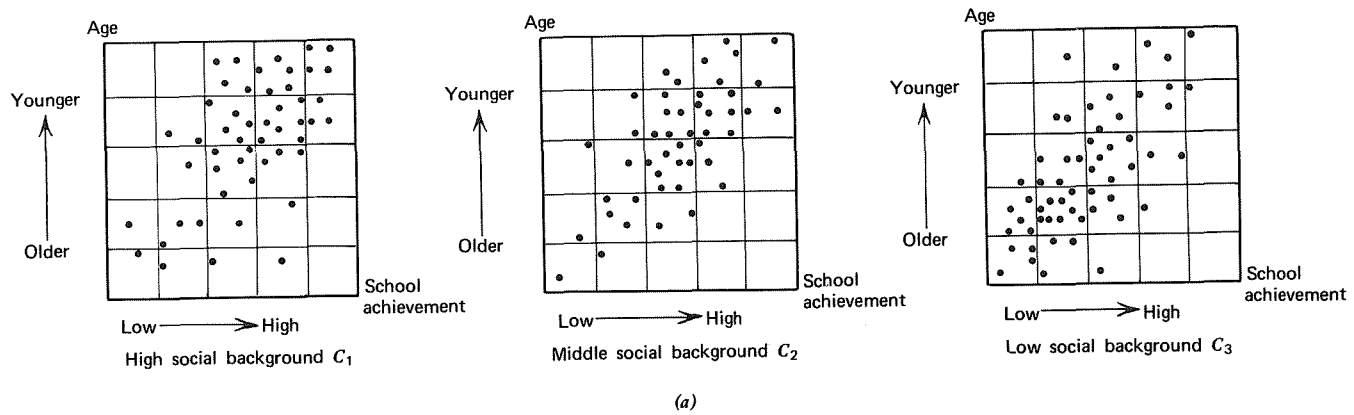 Age
Younger
Older
School
achievement
Low
High
High social background C₁
Age
Younger
Older
School
achievement
Low
High
Middle social background C₂
Age
Younger
Older
School
achievement
Low
High
Low social background C₃
(a)